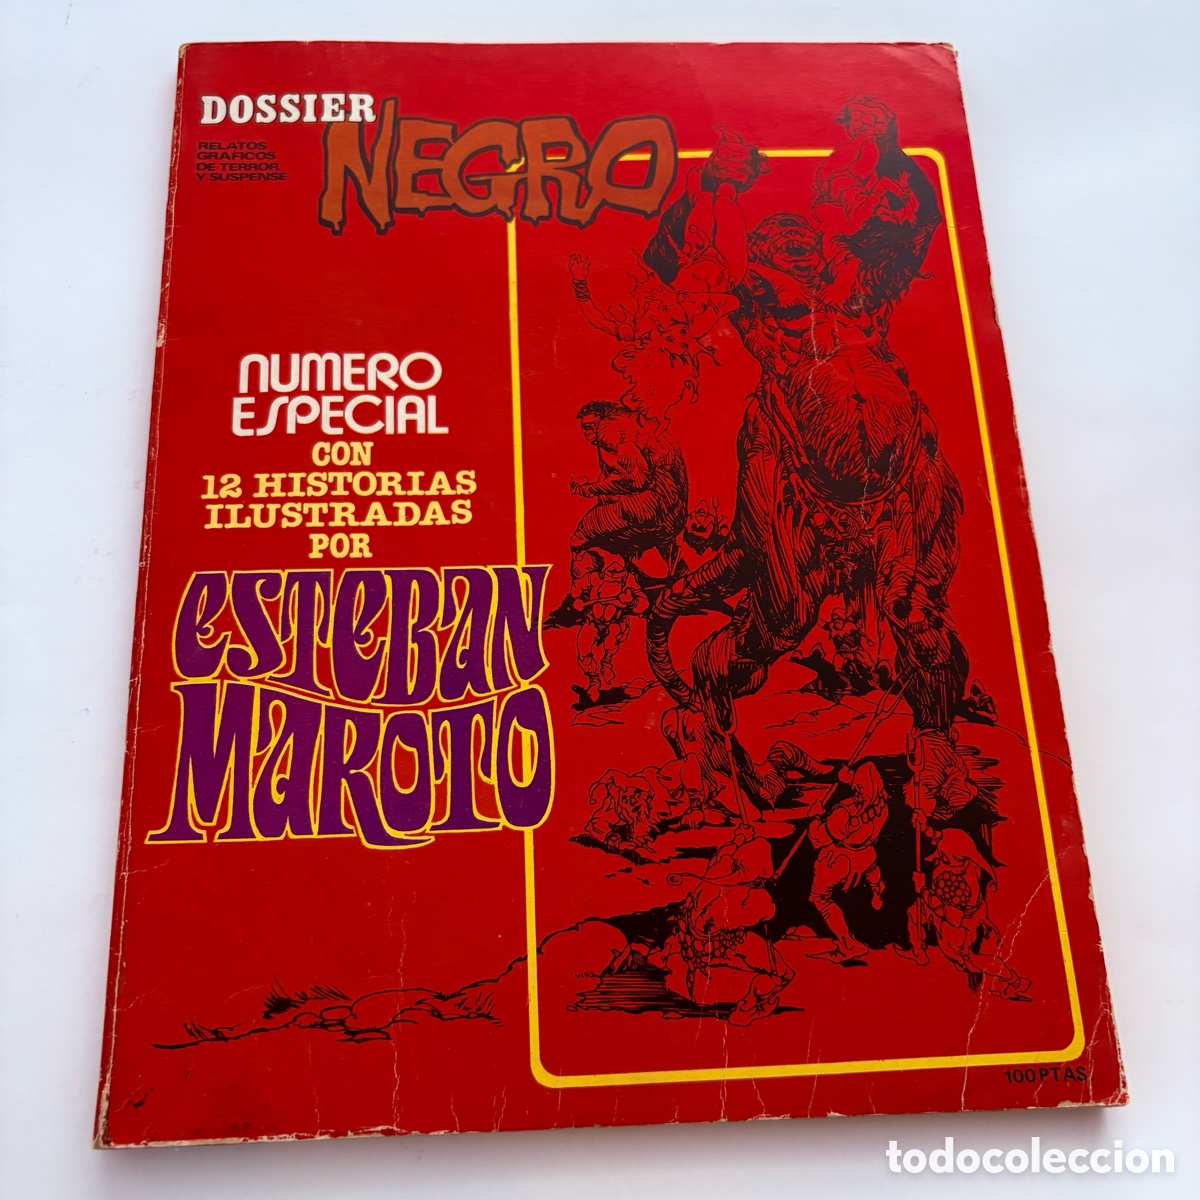 DOSSIER
NEGRO
RELATOS
GRAFICOS
DE TERROR
Y SUSPENSE
NUMERO
ESPECIAL
CON
12 HISTORIAS
ILUSTRADAS
POR
ESTEBAN
MAROTO
100 PTAS
todocoleccion